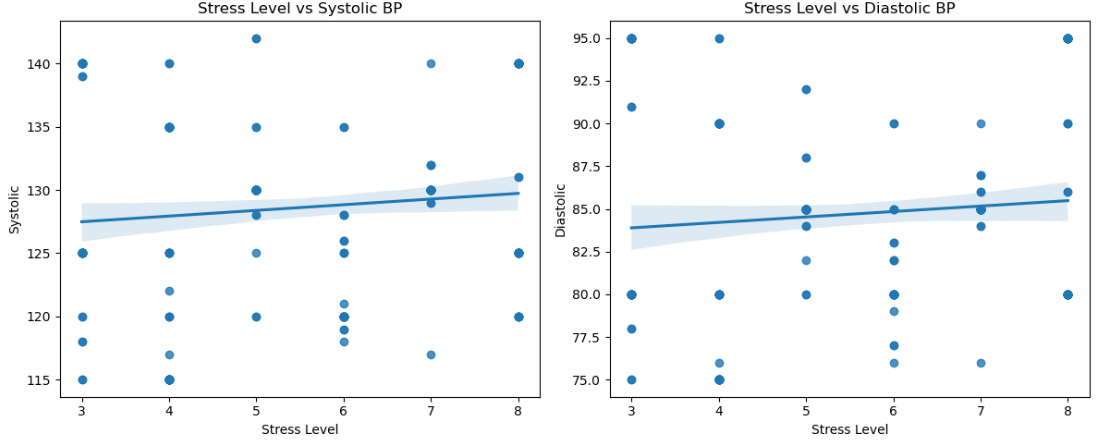 Stress Level vs Systolic BP
Systolic
140
135
130
125
120
115
3 4 5 6 7 8
Stress Level
Stress Level vs Diastolic BP
Diastolic
95.0
92.5
90.0
87.5
85.0
82.5
80.0
77.5
75.0
3 4 5 6 7 8
Stress Level